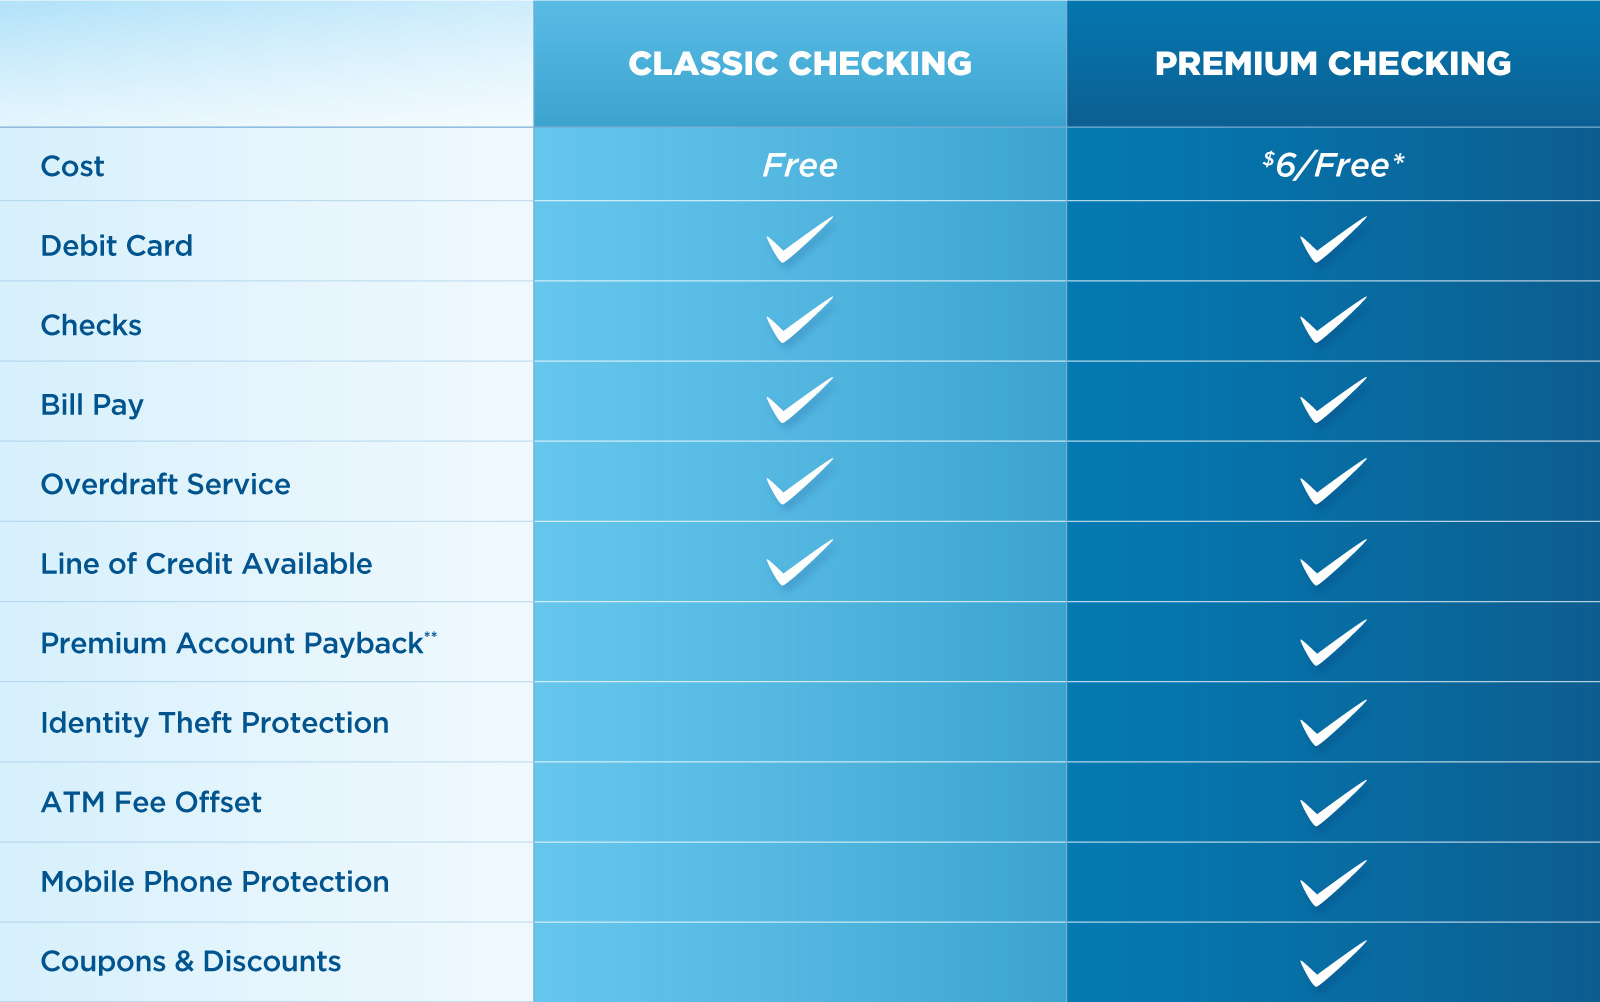 CLASSIC CHECKING PREMIUM CHECKING
Cost Free $6/Free*
Debit Card
Checks
Bill Pay
Overdraft Service
Line of Credit Available
Premium Account Payback**
Identity Theft Protection
ATM Fee Offset
Mobile Phone Protection
Coupons & Discounts